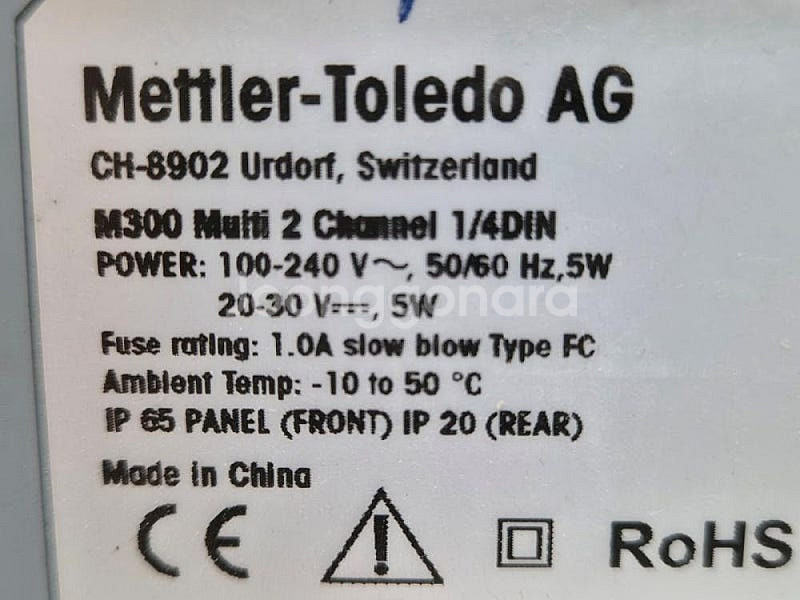 Mettler-Toledo AG
CH-8902 Urdorf, Switzerland
M300 Multi 2 Channel 1/4DIN
POWER: 100-240 V~, 50/60 Hz,5W
20-30 V⎓, 5W
Fuse rating: 1.0A slow blow Type FC
Ambient Temp: -10 to 50 °C
IP 65 PANEL (FRONT) IP 20 (REAR)
Made in China
CE
RoHS
joonggonara